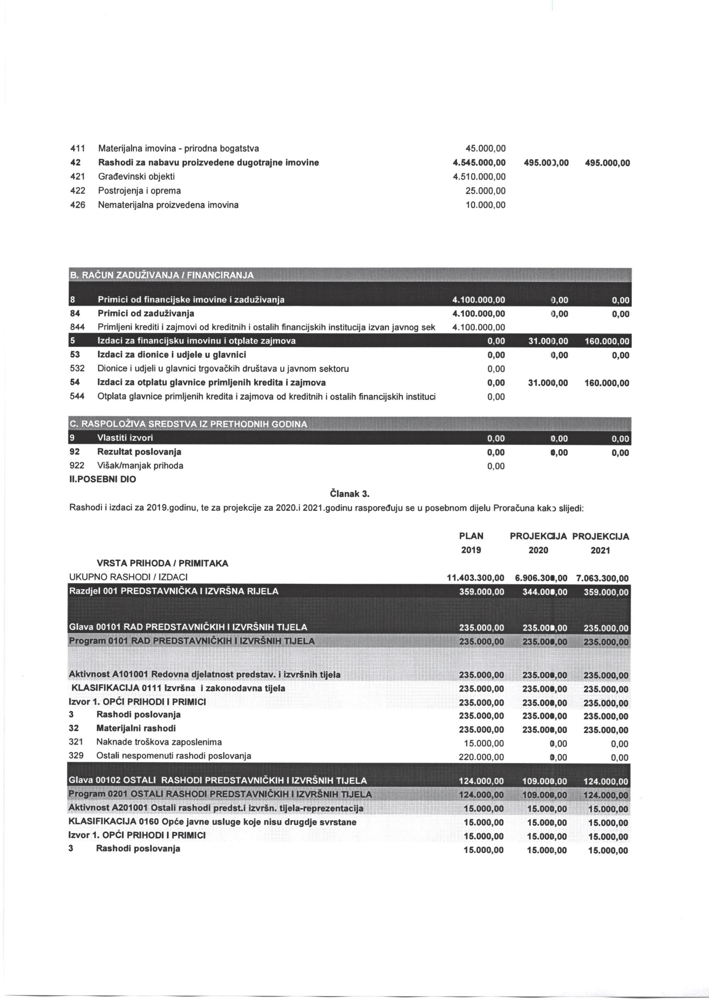 411 Materijalna imovina - prirodna bogatstva 45.000,00
42 Rashodi za nabavu proizvedene dugotrajne imovine 4.545.000,00 495.000,00 495.000,00
421 Građevinski objekti 4.510.000,00
422 Postrojenja i oprema 25.000,00
426 Nematerijalna proizvedena imovina 10.000,00
B. RAČUN ZADUŽIVANJA / FINANCIRANJA
8 Primici od financijske imovine i zaduživanja 4.100.000,00 0,00 0,00
84 Primici od zaduživanja 4.100.000,00 0,00 0,00
844 Primljeni krediti i zajmovi od kreditnih i ostalih financijskih institucija izvan javnog sek 4.100.000,00
5 Izdaci za financijsku imovinu i otplate zajmova 0,00 31.000,00 160.000,00
53 Izdaci za dionice i udjele u glavnici 0,00 0,00 0,00
532 Dionice i udjeli u glavnici trgovačkih društava u javnom sektoru 0,00
54 Izdaci za otplatu glavnice primljenih kredita i zajmova 0,00 31.000,00 160.000,00
544 Otplata glavnice primljenih kredita i zajmova od kreditnih i ostalih financijskih instituci 0,00
C. RASPOLOŽIVA SREDSTVA IZ PRETHODNIH GODINA
9 Vlastiti izvori 0,00 0,00 0,00
92 Rezultat poslovanja 0,00 0,00 0,00
922 Višak/manjak prihoda 0,00
II.POSEBNI DIO
Članak 3.
Rashodi i izdaci za 2019.godinu, te za projekcije za 2020.i 2021.godinu raspoređuju se u posebnom dijelu Proračuna kako slijedi:
PLAN PROJEKCIJA PROJEKCIJA
2019 2020 2021
VRSTA PRIHODA / PRIMITAKA
UKUPNO RASHODI / IZDACI 11.403.300,00 6.906.300,00 7.063.300,00
Razdjel 001 PREDSTAVNIČKA I IZVRŠNA RIJELA 359.000,00 344.000,00 359.000,00
Glava 00101 RAD PREDSTAVNIČKIH I IZVRŠNIH TIJELA 235.000,00 235.000,00 235.000,00
Program 0101 RAD PREDSTAVNIČKIH I IZVRŠNIH TIJELA 235.000,00 235.000,00 235.000,00
Aktivnost A101001 Redovna djelatnost predstav. i izvršnih tijela 235.000,00 235.000,00 235.000,00
KLASIFIKACIJA 0111 Izvršna i zakonodavna tijela 235.000,00 235.000,00 235.000,00
Izvor 1. OPĆI PRIHODI I PRIMICI 235.000,00 235.000,00 235.000,00
3 Rashodi poslovanja 235.000,00 235.000,00 235.000,00
32 Materijalni rashodi 235.000,00 235.000,00 235.000,00
321 Naknade troškova zaposlenima 15.000,00 0,00 0,00
329 Ostali nespomenuti rashodi poslovanja 220.000,00 0,00 0,00
Glava 00102 OSTALI RASHODI PREDSTAVNIČKIH I IZVRŠNIH TIJELA 124.000,00 109.000,00 124.000,00
Program 0201 OSTALI RASHODI PREDSTAVNIČKIH I IZVRŠNIH TIJELA 124.000,00 109.000,00 124.000,00
Aktivnost A201001 Ostali rashodi predst.i izvršn. tijela-reprezentacija 15.000,00 15.000,00 15.000,00
KLASIFIKACIJA 0160 Opće javne usluge koje nisu drugdje svrstane 15.000,00 15.000,00 15.000,00
Izvor 1. OPĆI PRIHODI I PRIMICI 15.000,00 15.000,00 15.000,00
3 Rashodi poslovanja 15.000,00 15.000,00 15.000,00